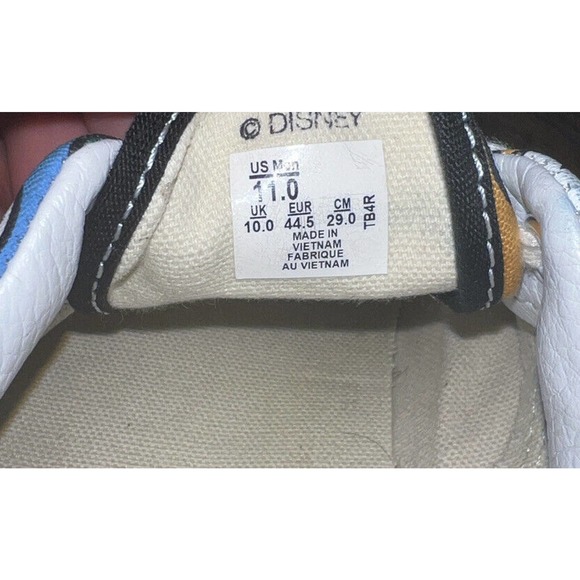 © DISNEY
US Men
11.0
UK EUR CM
10.0 44.5 29.0
MADE IN
VIETNAM
FABRIQUE
AU VIETNAM
TB4R